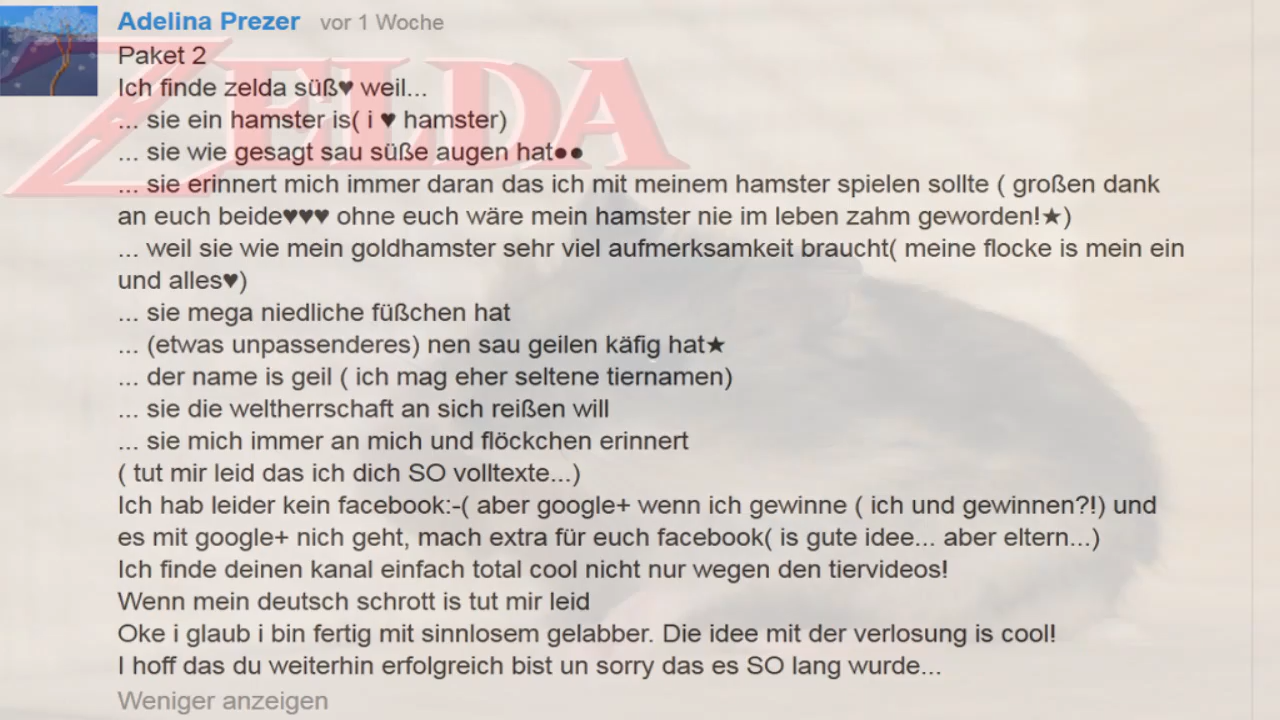 Adelina Prezer vor 1 Woche
ZELDA
Paket 2
Ich finde zelda süß♥ weil...
... sie ein hamster is( i ♥ hamster)
... sie wie gesagt sau süße augen hat●●
... sie erinnert mich immer daran das ich mit meinem hamster spielen sollte ( großen dank
an euch beide♥♥♥ ohne euch wäre mein hamster nie im leben zahm geworden!★)
... weil sie wie mein goldhamster sehr viel aufmerksamkeit braucht( meine flocke is mein ein
und alles♥)
... sie mega niedliche füßchen hat
... (etwas unpassenderes) nen sau geilen käfig hat★
... der name is geil ( ich mag eher seltene tiernamen)
... sie die weltherrschaft an sich reißen will
... sie mich immer an mich und flöckchen erinnert
( tut mir leid das ich dich SO volltexte...)
Ich hab leider kein facebook:-( aber google+ wenn ich gewinne ( ich und gewinnen?!) und
es mit google+ nich geht, mach extra für euch facebook( is gute idee... aber eltern...)
Ich finde deinen kanal einfach total cool nicht nur wegen den tiervideos!
Wenn mein deutsch schrott is tut mir leid
Oke i glaub i bin fertig mit sinnlosem gelabber. Die idee mit der verlosung is cool!
I hoff das du weiterhin erfolgreich bist un sorry das es SO lang wurde...
Weniger anzeigen